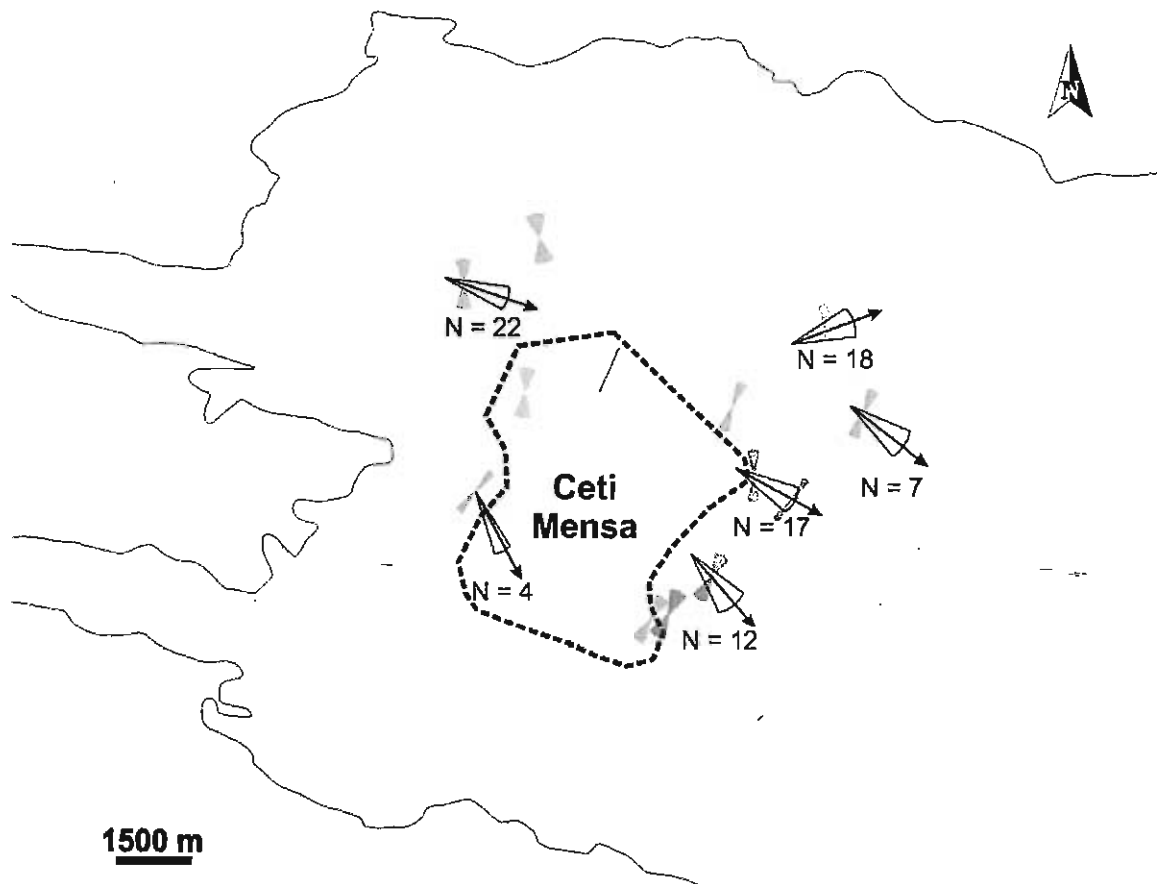 N
N = 22
N = 18
N = 7
Ceti
Mensa
N = 17
N = 4
N = 12
1500 m